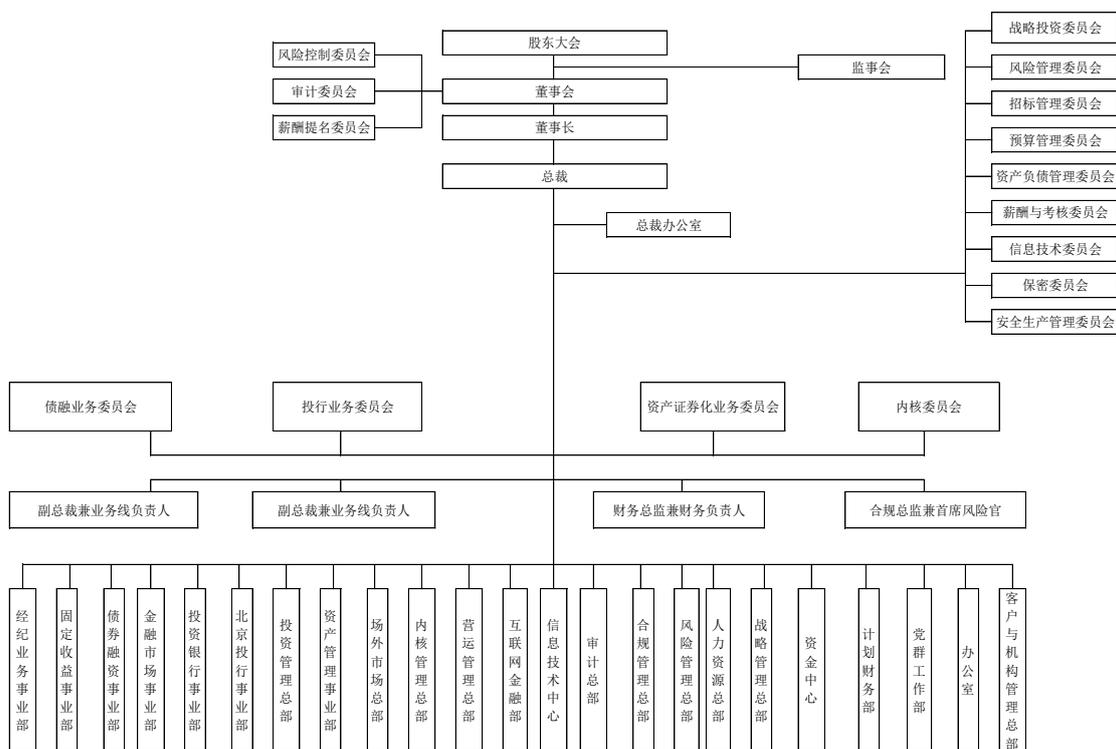 股东大会
风险控制委员会
审计委员会
薪酬提名委员会
董事会
董事长
总裁
监事会
总裁办公室
战略投资委员会
风险管理委员会
招标管理委员会
预算管理委员会
资产负债管理委员会
薪酬与考核委员会
信息技术委员会
保密委员会
安全生产管理委员会
债融业务委员会
投行业务委员会
资产证券化业务委员会
内核委员会
副总裁兼业务线负责人
副总裁兼业务线负责人
财务总监兼财务负责人
合规总监兼首席风险官
经纪业务事业部
固定收益事业部
债券融资事业部
金融市场事业部
投资银行事业部
北京投行事业部
投资管理总部
资产管理事业部
场外市场总部
内核管理总部
营运管理总部
互联网金融部
信息技术中心
审计总部
合规管理总部
风险管理总部
人力资源总部
战略管理总部
资金中心
计划财务部
党群工作部
办公室
客户与机构管理总部